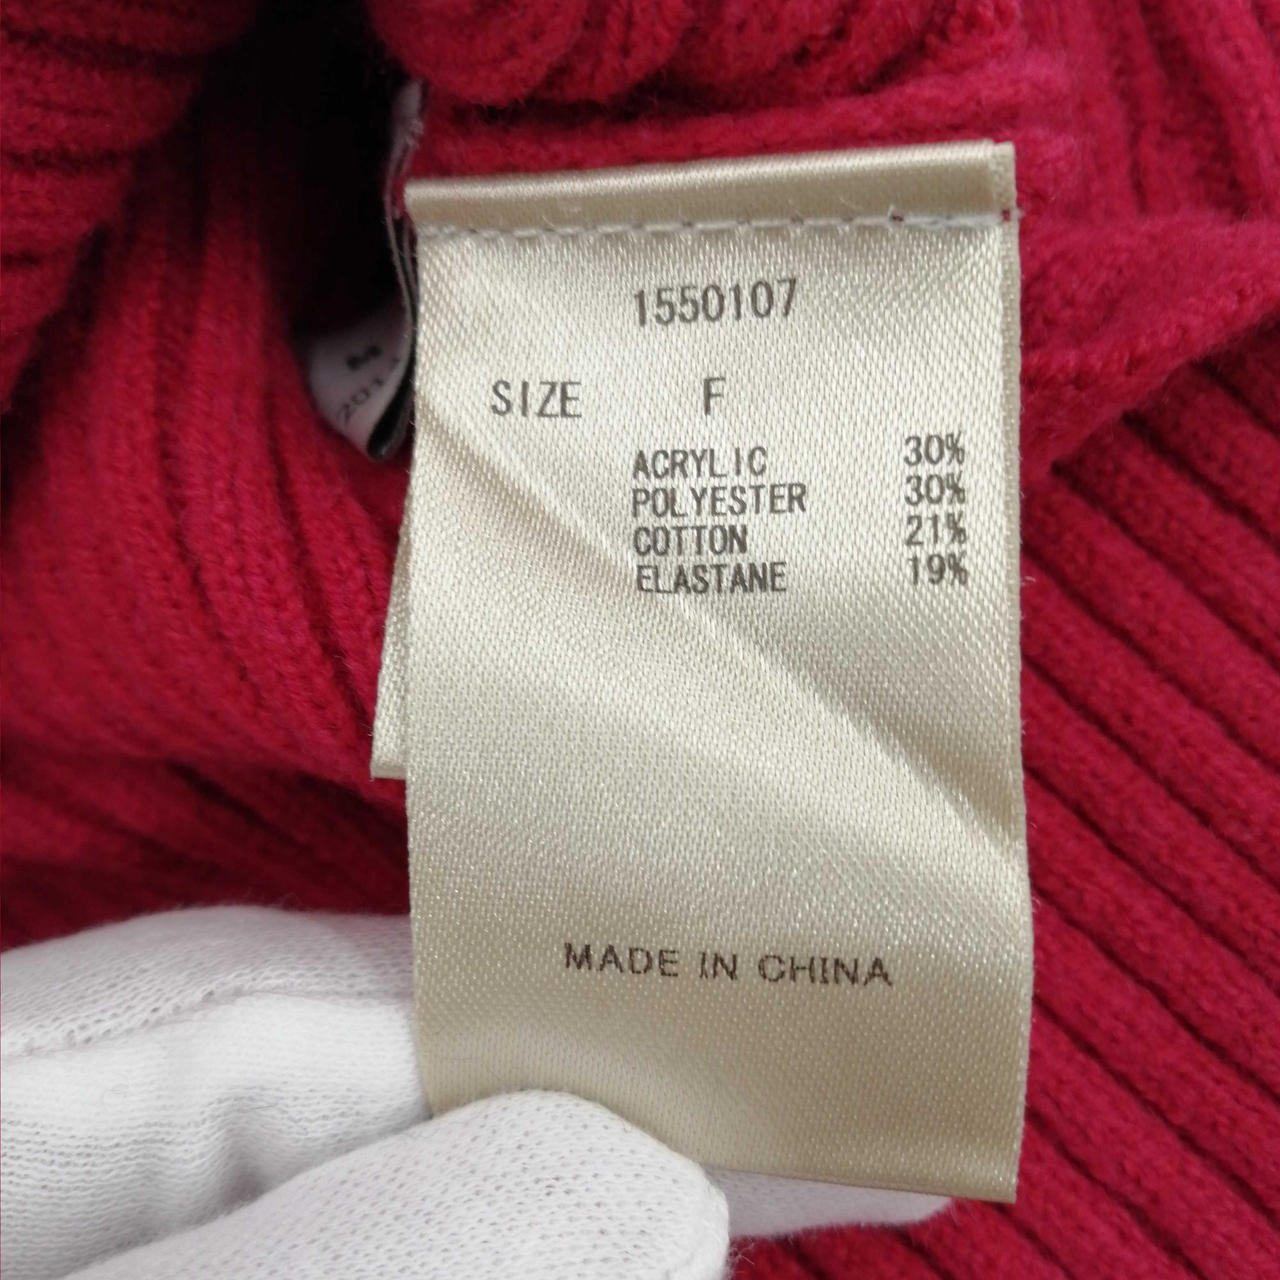 1550107
SIZE F
ACRYLIC 30%
POLYESTER 30%
COTTON 21%
ELASTANE 19%
MADE IN CHINA